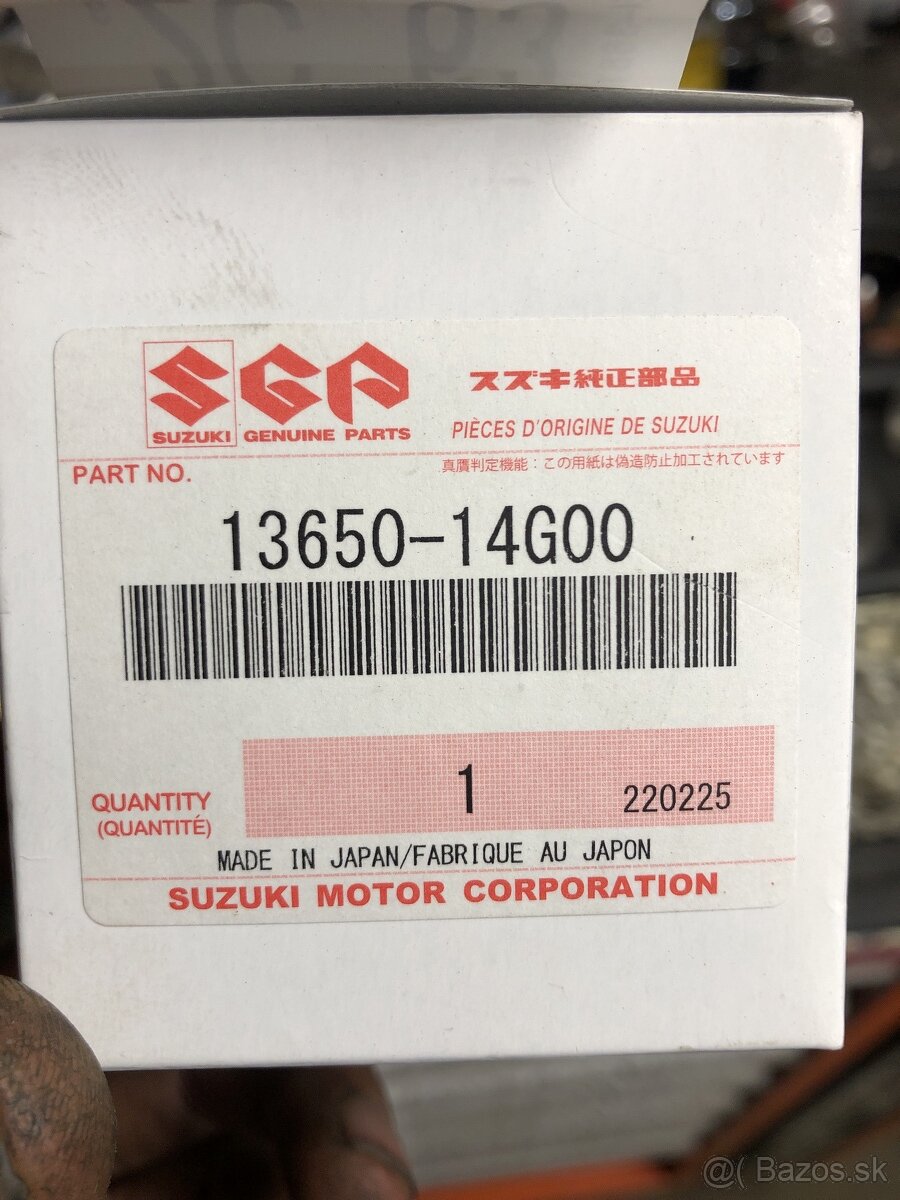 SGP
スズキ純正部品
SUZUKI GENUINE PARTS
PIÈCES D'ORIGINE DE SUZUKI
PART NO.
真贋判定機能：この用紙は偽造防止加工されています
13650-14G00
1
220225
QUANTITY
(QUANTITÉ)
MADE IN JAPAN/FABRIQUE AU JAPON
SUZUKI MOTOR CORPORATION
@( Bazos.sk